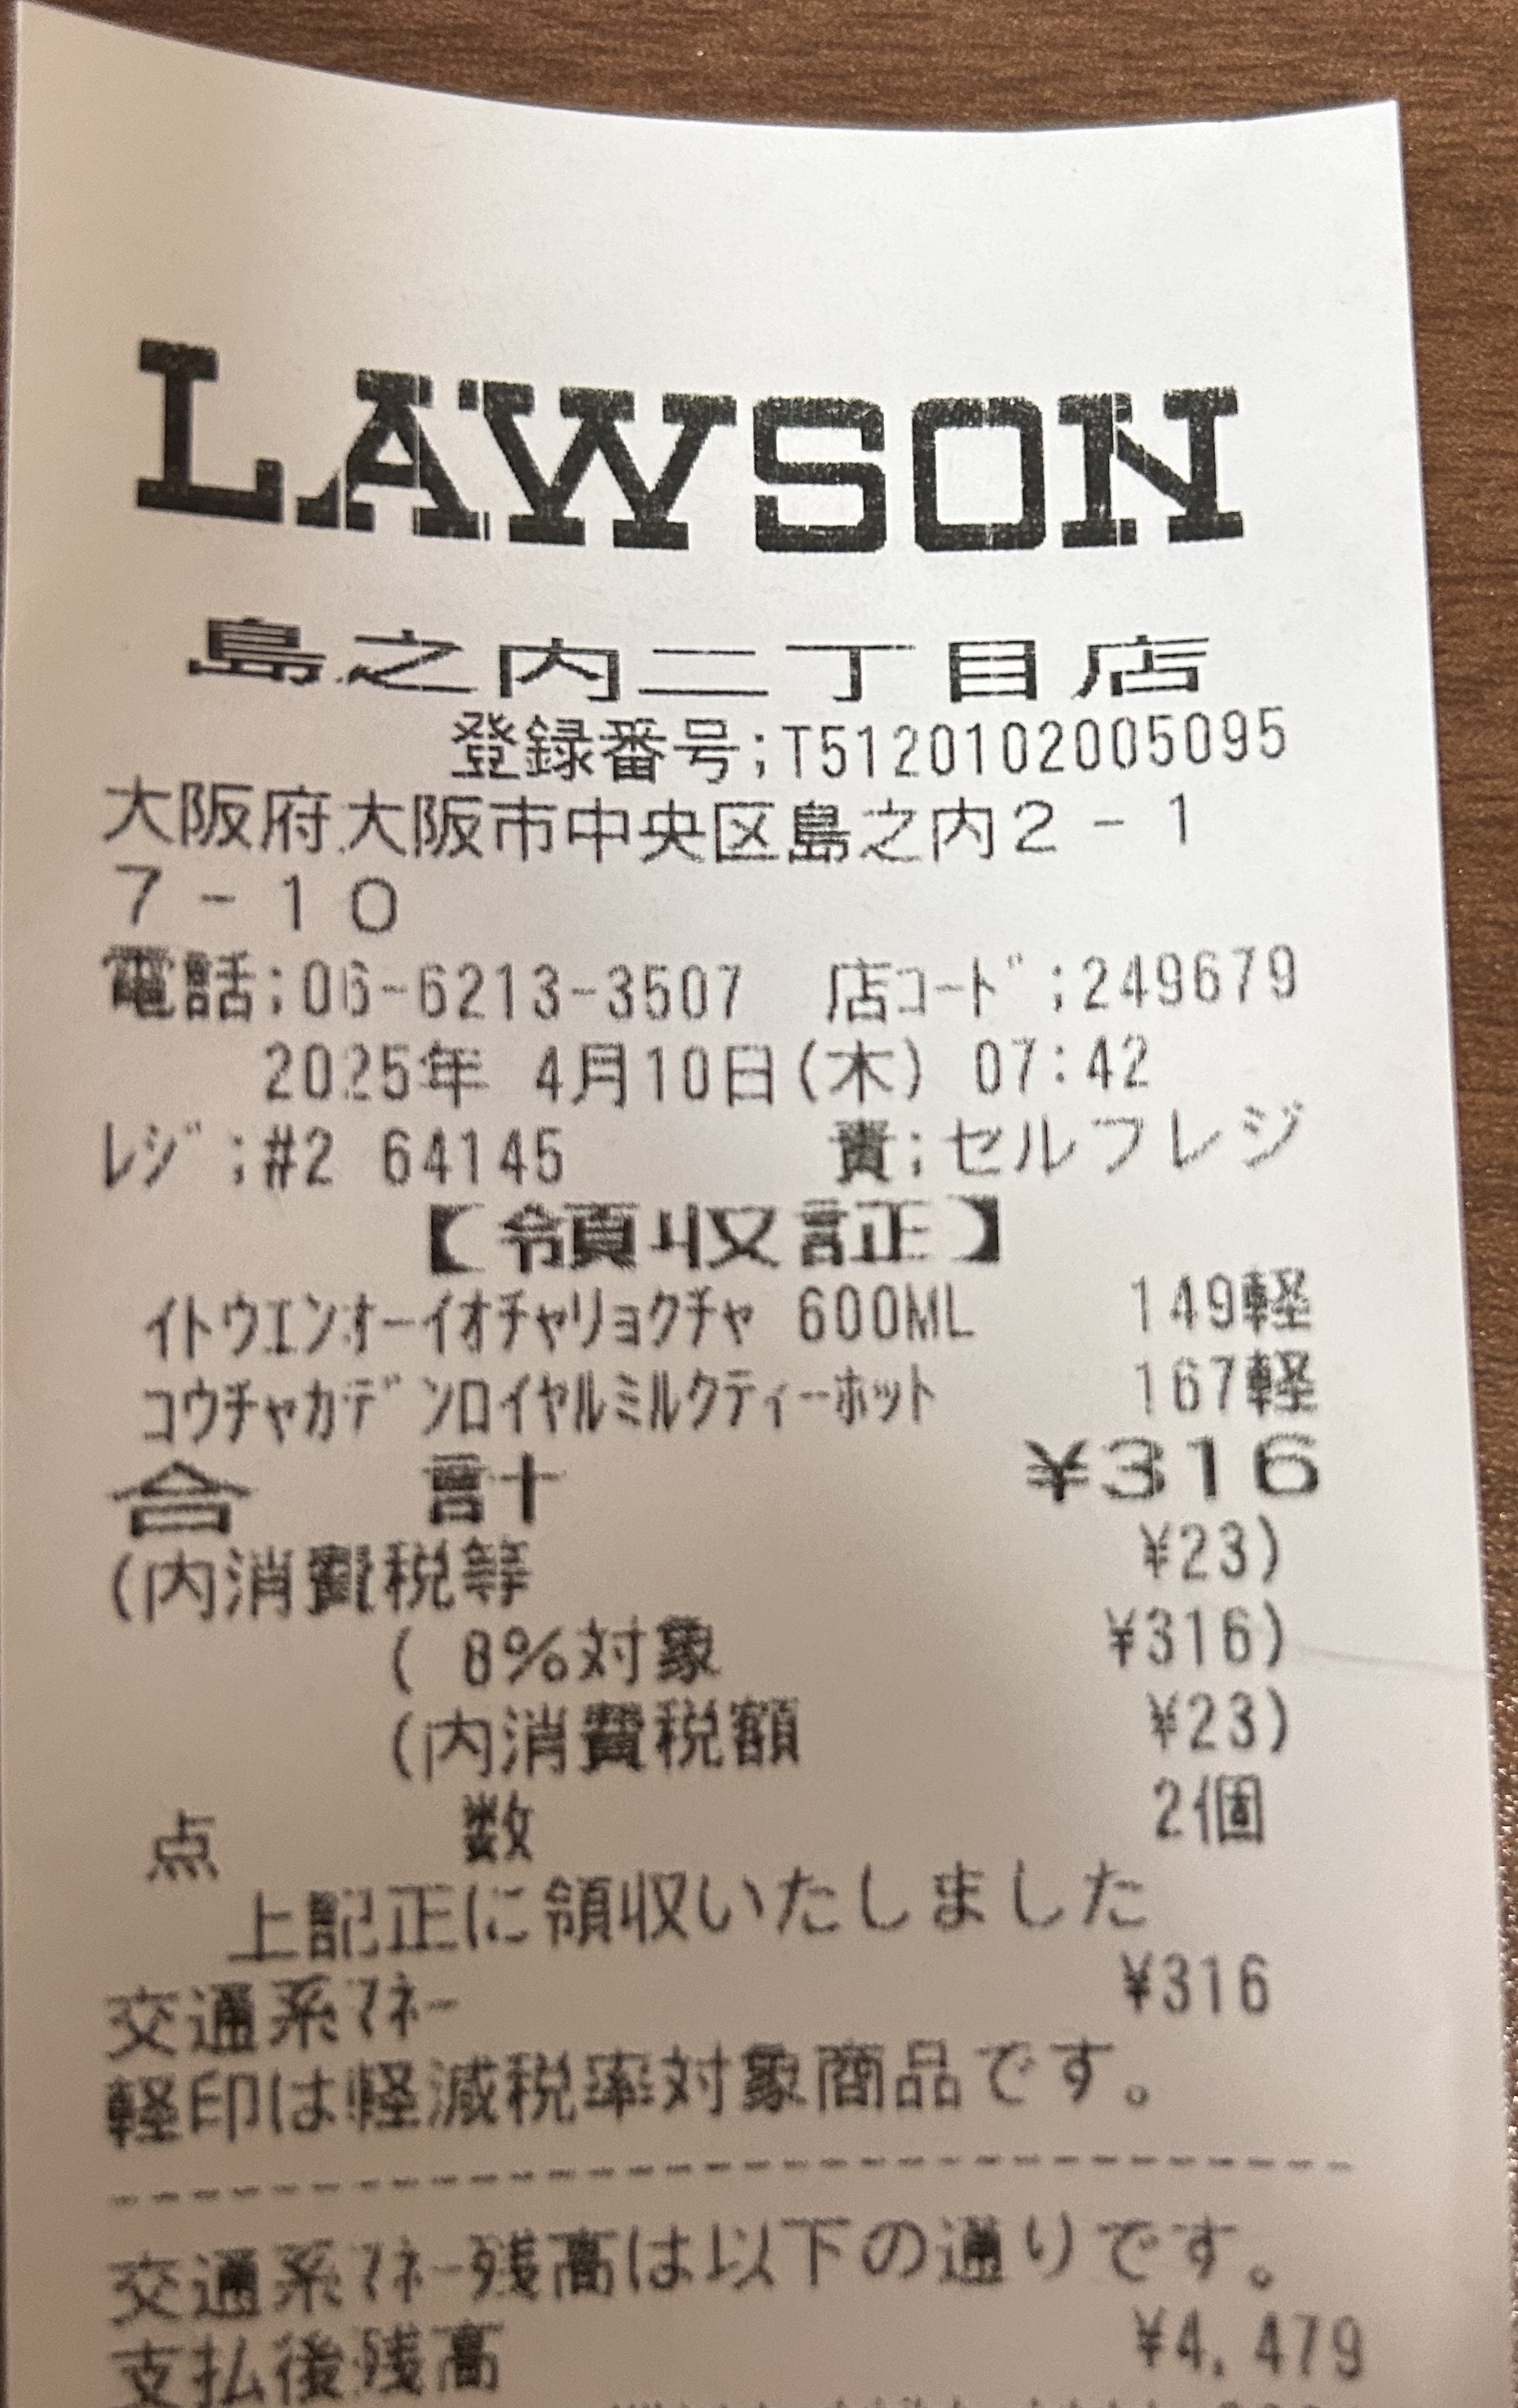 LAWSON
島之内二丁目店
登録番号;T5120102005095
大阪府大阪市中央区島之内2-1
7-10
電話;06-6213-3507 店コード;249679
2025年 4月10日(木) 07:42
レジ;#2 64145 責;セルフレジ
【領収証】
イトウエンオーイオチャリョクチャ 600ML 149軽
コウチャカデンロイヤルミルクティーホット 167軽
合 計 ¥316
(内消費税等 ¥23)
( 8%対象 ¥316)
(内消費税額 ¥23)
点 数 2個
上記正に領収いたしました
交通系マネー ¥316
軽印は軽減税率対象商品です。
交通系マネー残高は以下の通りです。
支払後残高 ¥4,479